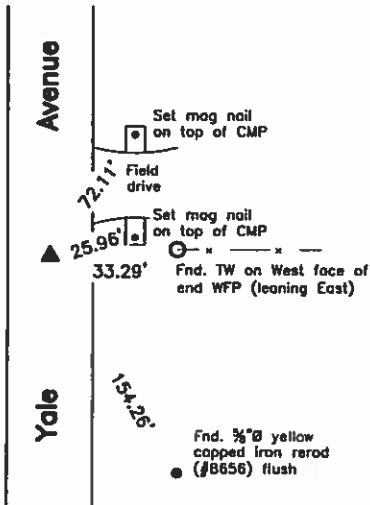 Avenue
Set mag nail
on top of CMP
72.11'
Field
drive
Set mag nail
on top of CMP
25.96'
33.29'
Fnd. TW on West face of
end WFP (leaning East)
Yale
154.26'
Fnd. ⅝"Ø yellow
capped iron rerod
(#8656) flush